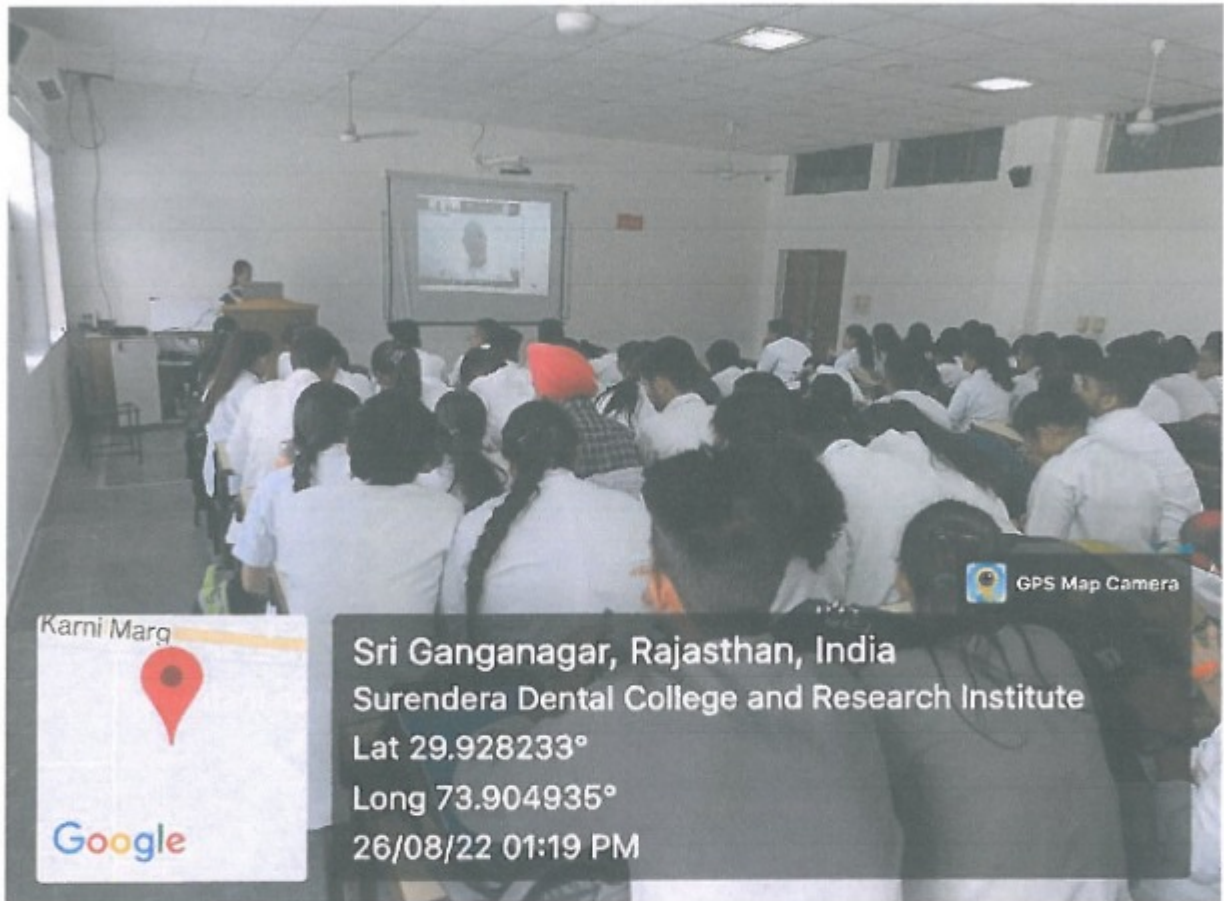 GPS Map Camera
Karni Marg
Google
Sri Ganganagar, Rajasthan, India
Surendera Dental College and Research Institute
Lat 29.928233°
Long 73.904935°
26/08/22 01:19 PM